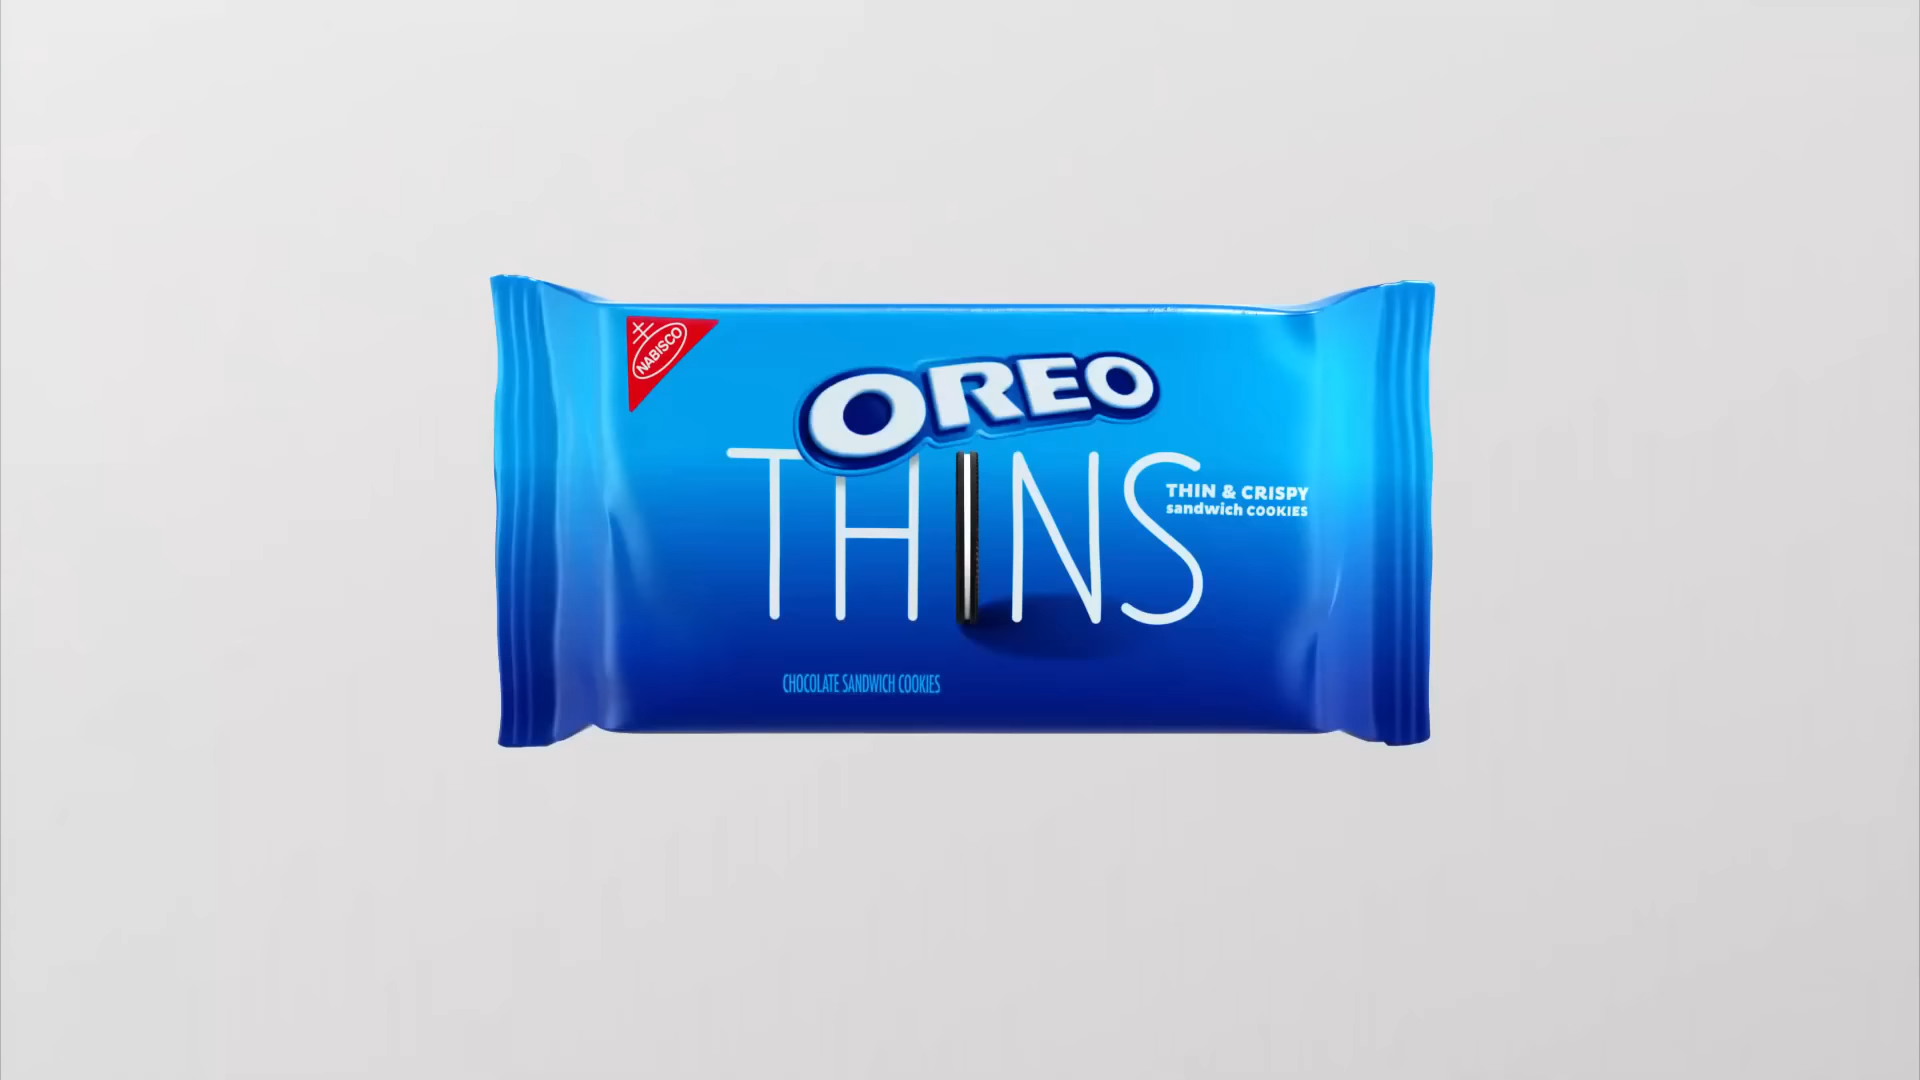 NABISCO
OREO
THINS
THIN & CRISPY
sandwich COOKIES
CHOCOLATE SANDWICH COOKIES